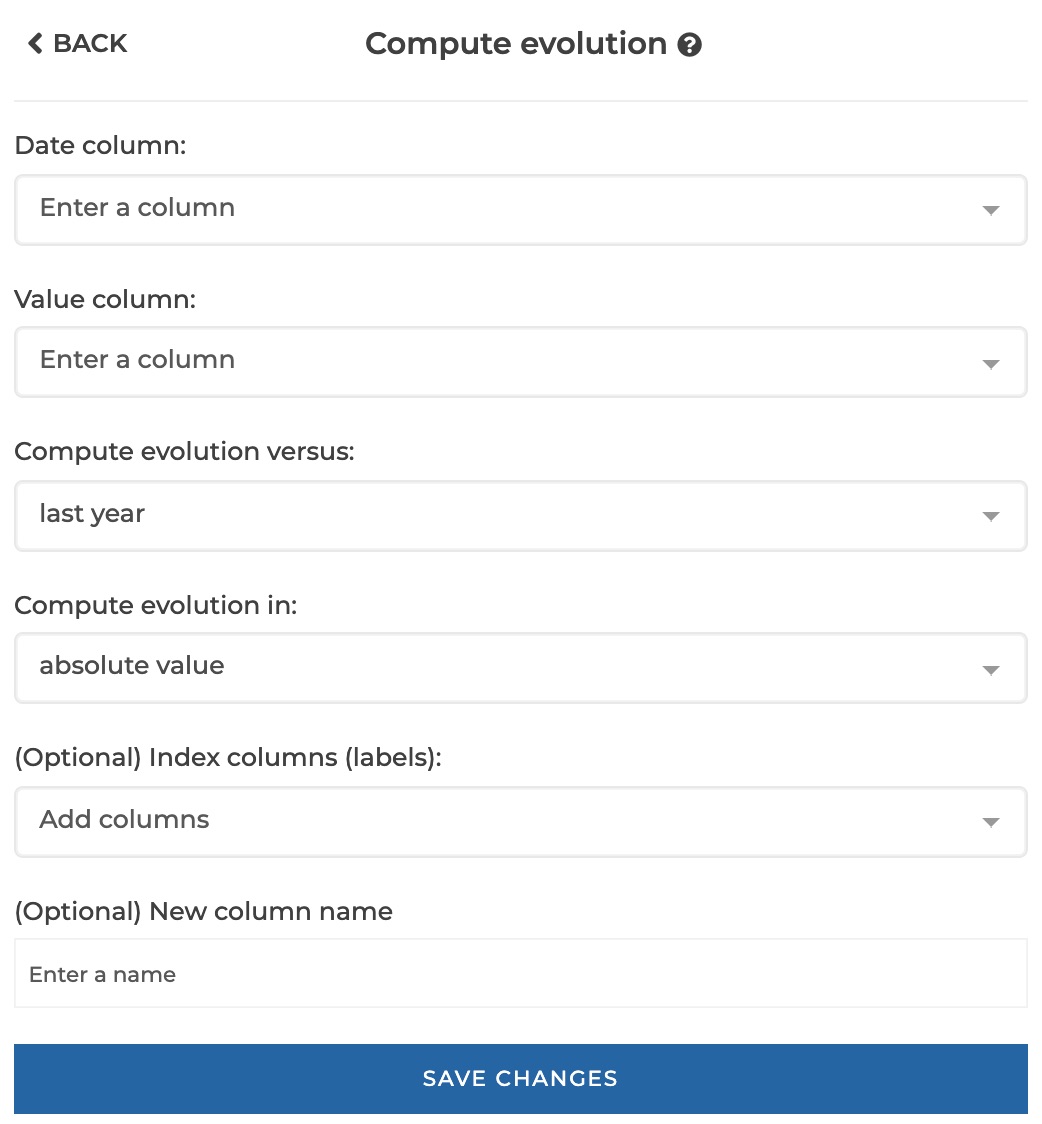 BACK
Compute evolution
Date column:
Enter a column
Value column:
Enter a column
Compute evolution versus:
last year
Compute evolution in:
absolute value
(Optional) Index columns (labels):
Add columns
(Optional) New column name
Enter a name
SAVE CHANGES